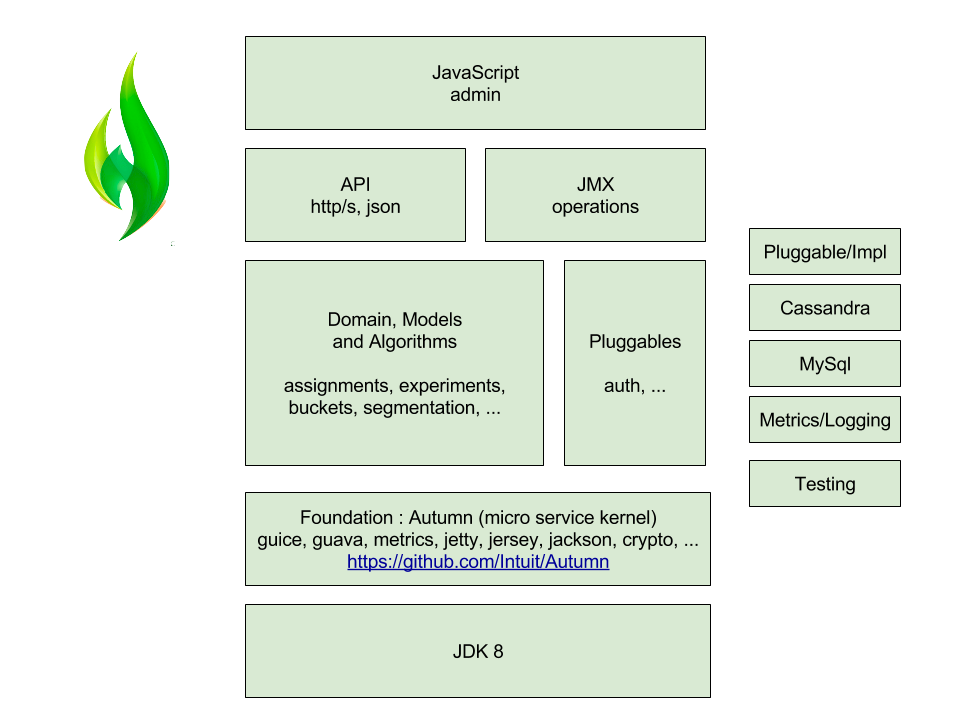 JavaScript
admin
API
http/s, json
JMX
operations
Domain, Models
and Algorithms
assignments, experiments,
buckets, segmentation, ...
Pluggables
auth, ...
Pluggable/Impl
Cassandra
MySql
Metrics/Logging
Testing
Foundation : Autumn (micro service kernel)
guice, guava, metrics, jetty, jersey, jackson, crypto, ...
https://github.com/Intuit/Autumn
JDK 8